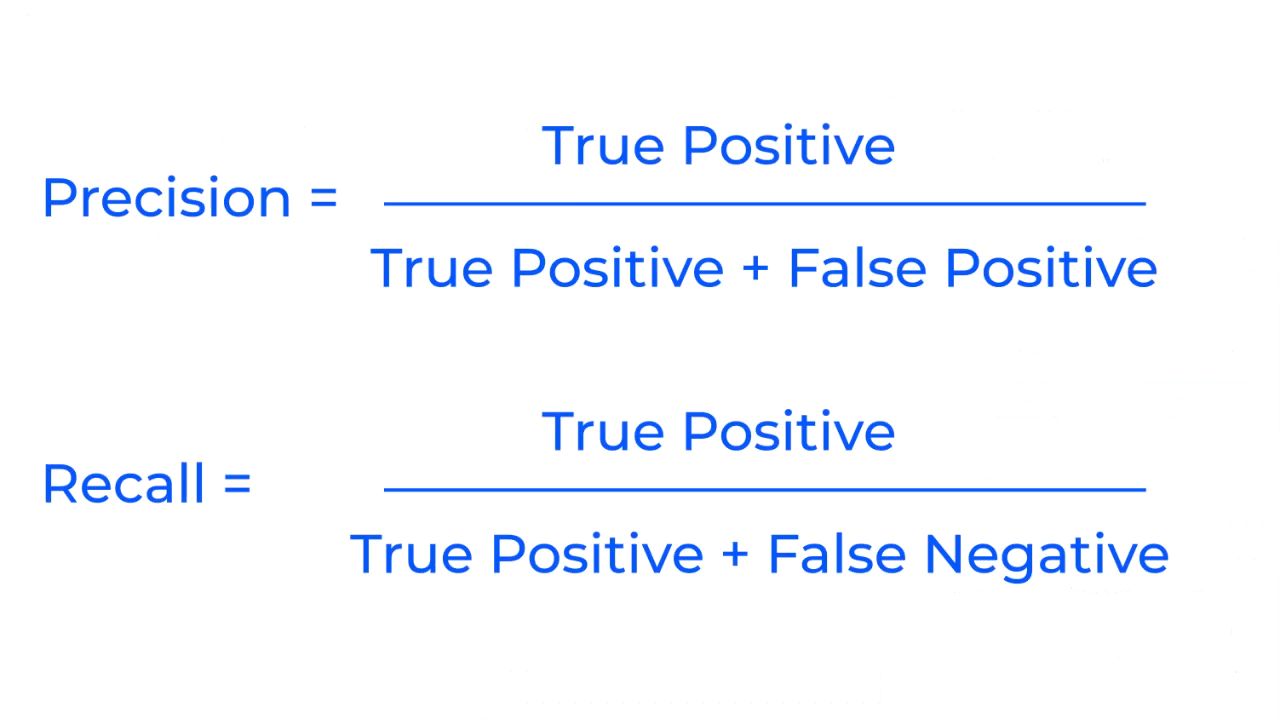 True Positive
Precision =
True Positive + False Positive
True Positive
Recall =
True Positive + False Negative